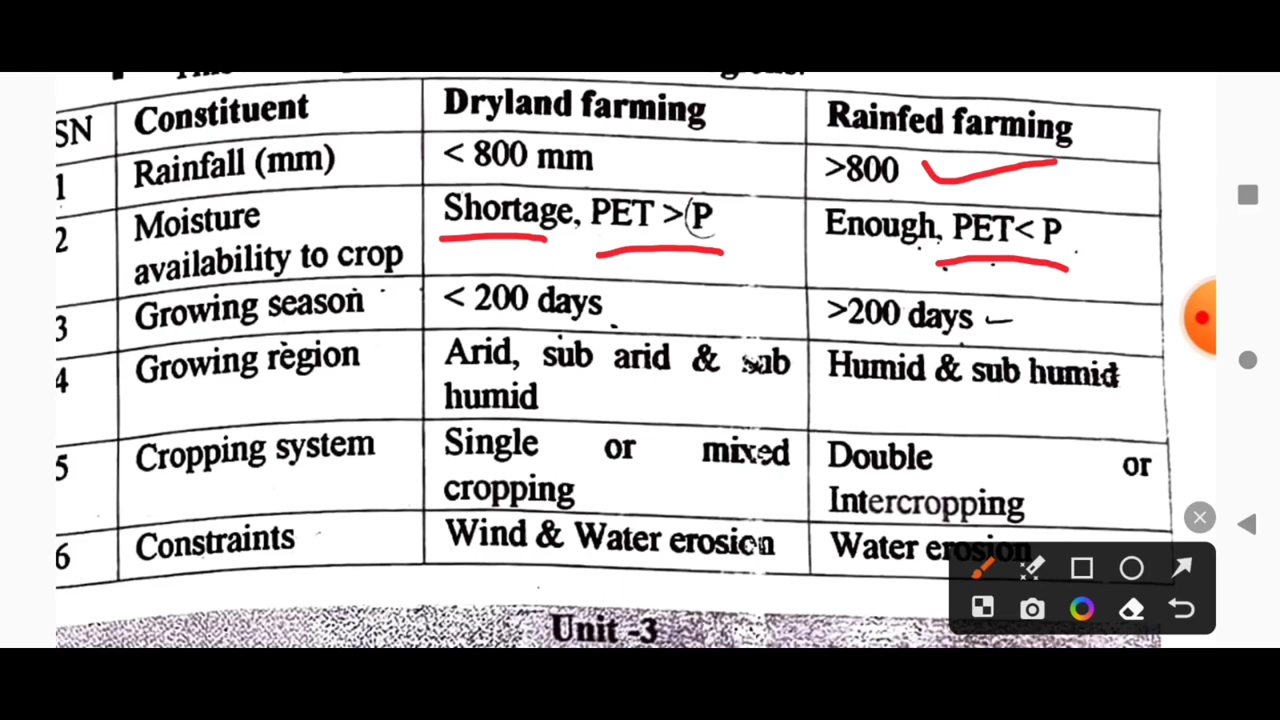 SN Constituent Dryland farming Rainfed farming
1 Rainfall (mm) < 800 mm >800
2 Moisture availability to crop Shortage, PET > P Enough, PET< P
3 Growing season < 200 days >200 days
4 Growing region Arid, sub arid & sub humid Humid & sub humid
5 Cropping system Single or mixed cropping Double or Intercropping
6 Constraints Wind & Water erosion Water erosion
Unit -3